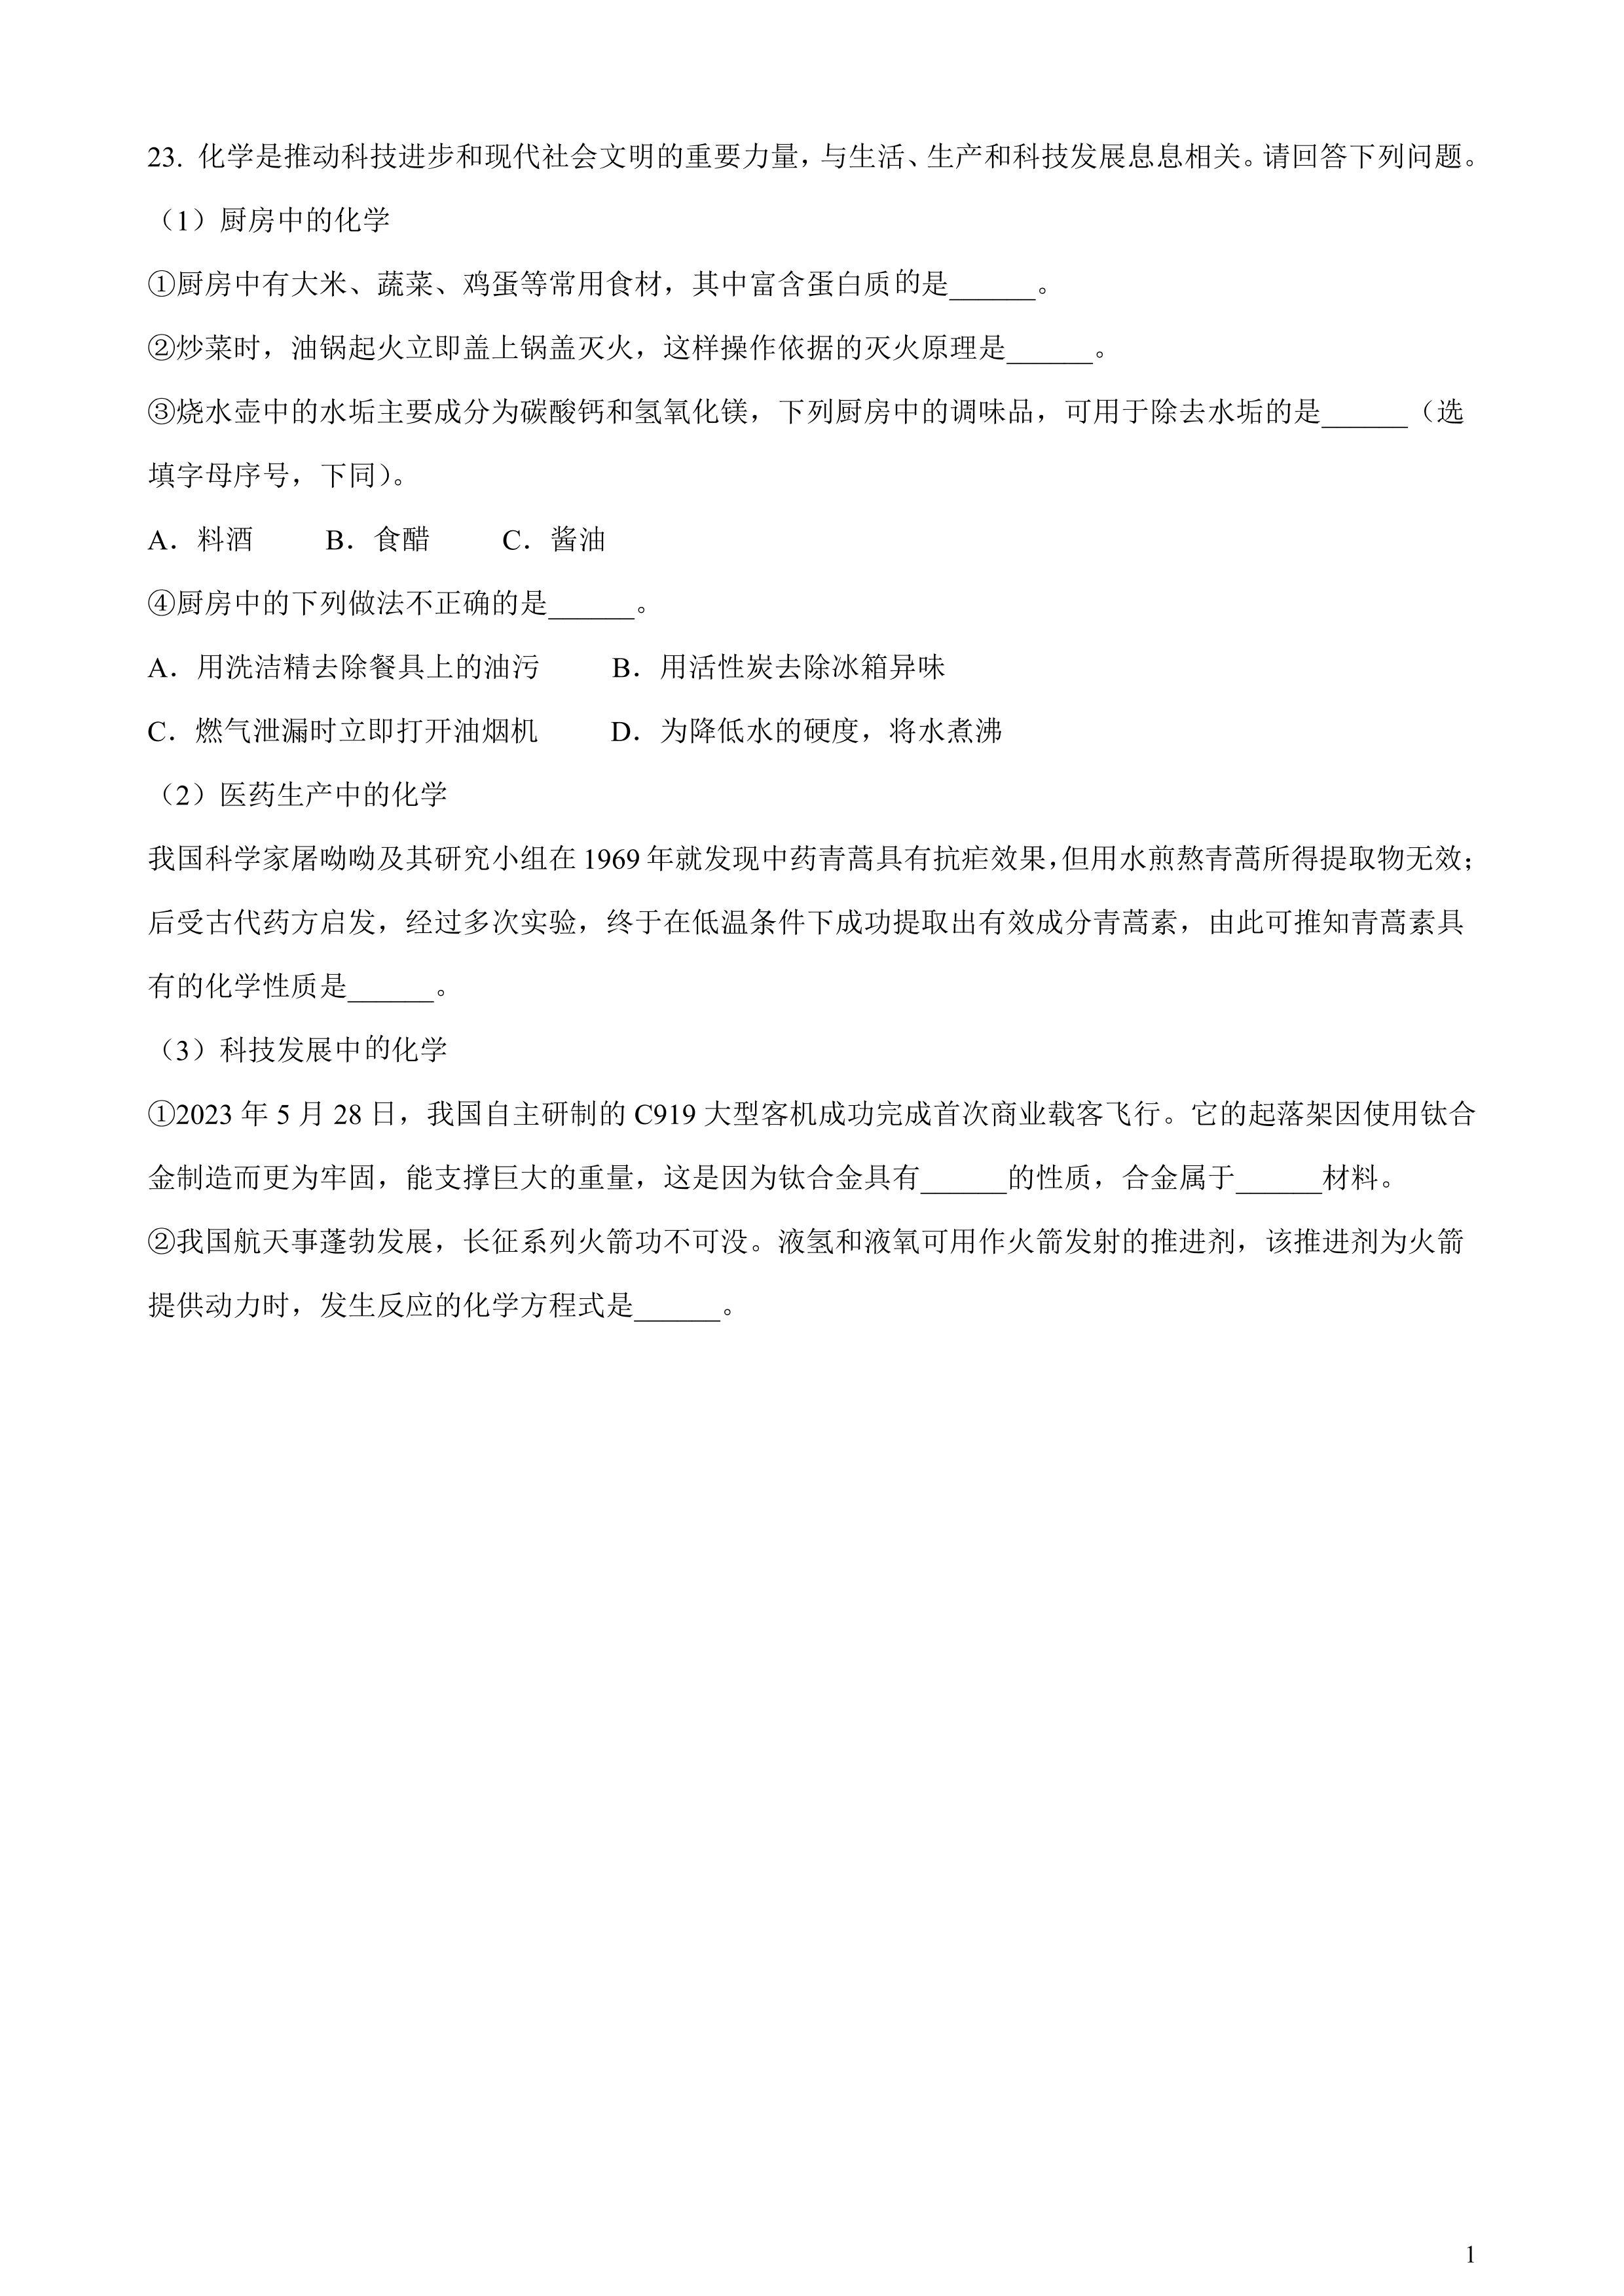 23. 化学是推动科技进步和现代社会文明的重要力量，与生活、生产和科技发展息息相关。请回答下列问题。
（1）厨房中的化学
①厨房中有大米、蔬菜、鸡蛋等常用食材，其中富含蛋白质的是______。
②炒菜时，油锅起火立即盖上锅盖灭火，这样操作依据的灭火原理是______。
③烧水壶中的水垢主要成分为碳酸钙和氢氧化镁，下列厨房中的调味品，可用于除去水垢的是______（选
填字母序号，下同）。
A．料酒 B．食醋 C．酱油
④厨房中的下列做法不正确的是______。
A．用洗洁精去除餐具上的油污 B．用活性炭去除冰箱异味
C．燃气泄漏时立即打开油烟机 D．为降低水的硬度，将水煮沸
（2）医药生产中的化学
我国科学家屠呦呦及其研究小组在 1969 年就发现中药青蒿具有抗疟效果，但用水煎熬青蒿所得提取物无效；
后受古代药方启发，经过多次实验，终于在低温条件下成功提取出有效成分青蒿素，由此可推知青蒿素具
有的化学性质是______。
（3）科技发展中的化学
①2023 年 5 月 28 日，我国自主研制的 C919 大型客机成功完成首次商业载客飞行。它的起落架因使用钛合
金制造而更为牢固，能支撑巨大的重量，这是因为钛合金具有______的性质，合金属于______材料。
②我国航天事蓬勃发展，长征系列火箭功不可没。液氢和液氧可用作火箭发射的推进剂，该推进剂为火箭
提供动力时，发生反应的化学方程式是______。
1